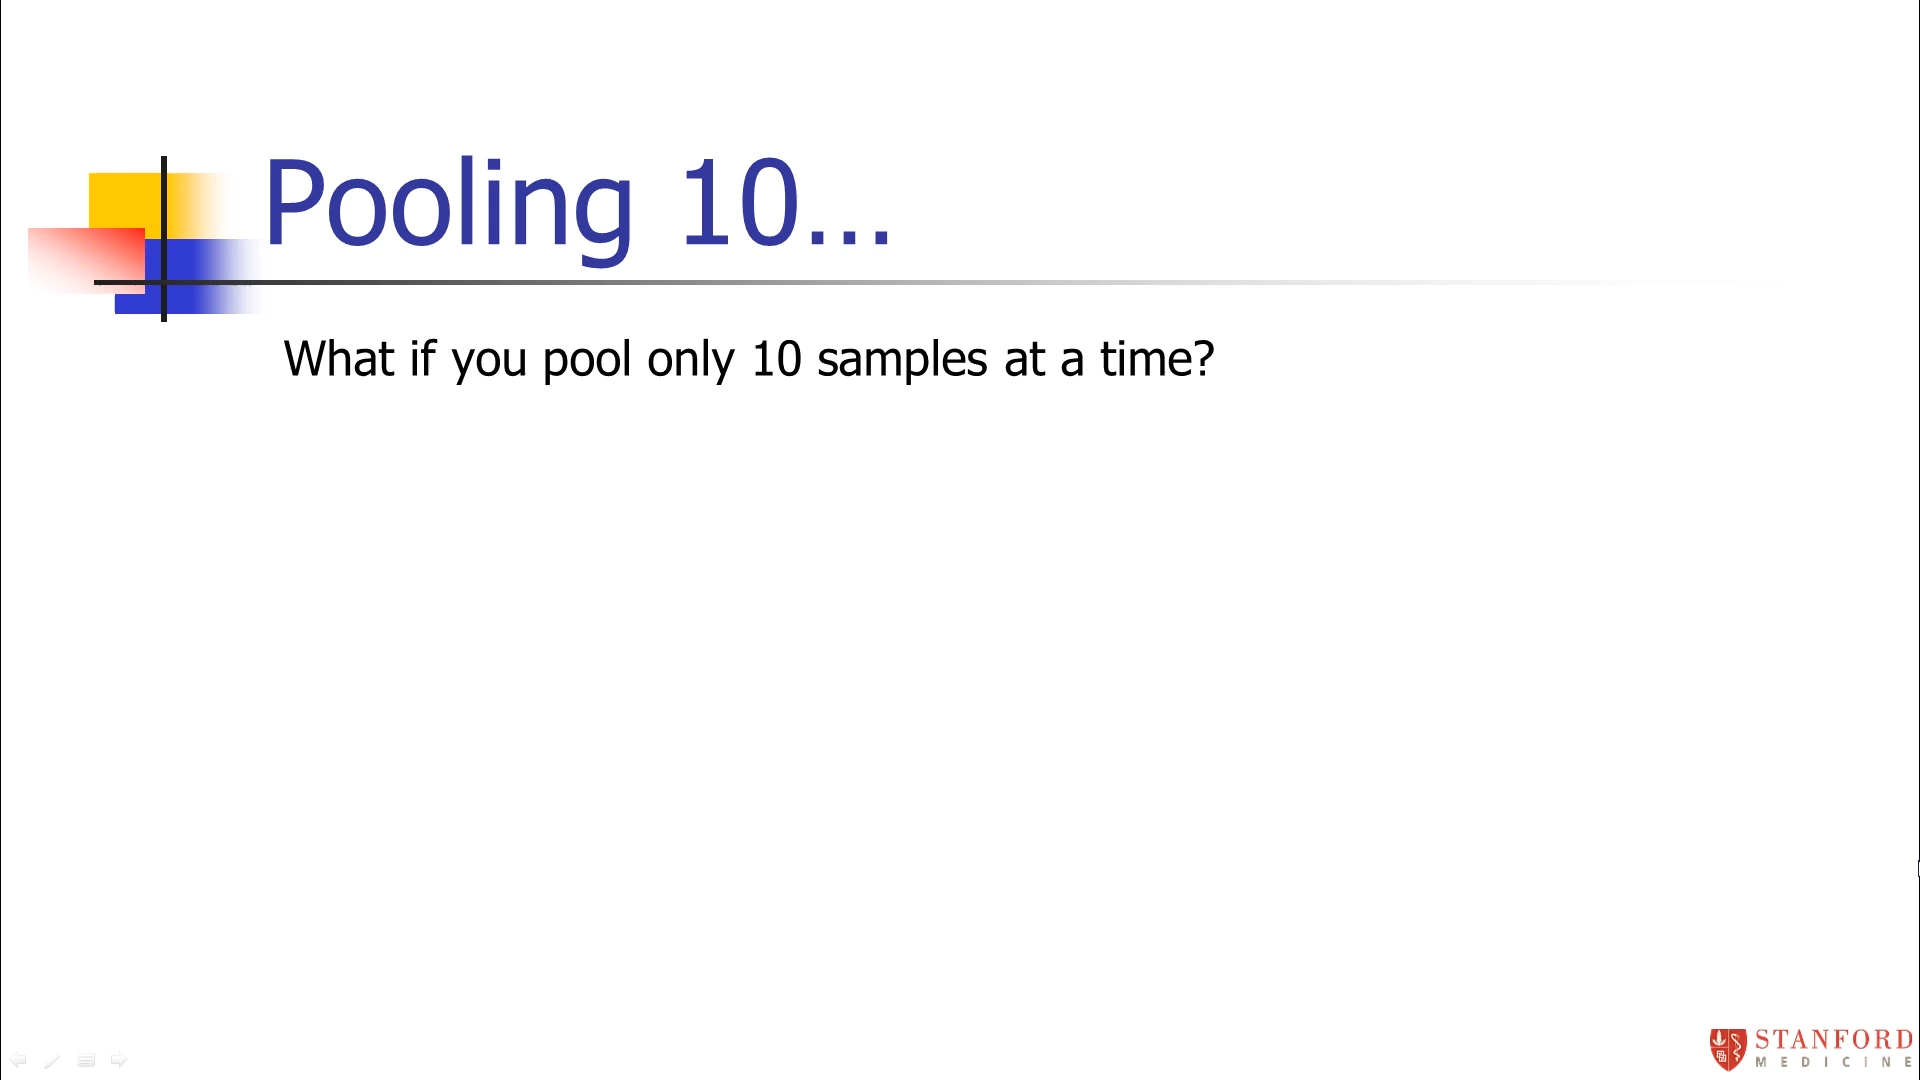 Pooling 10...
What if you pool only 10 samples at a time?
STANFORD
MEDICINE